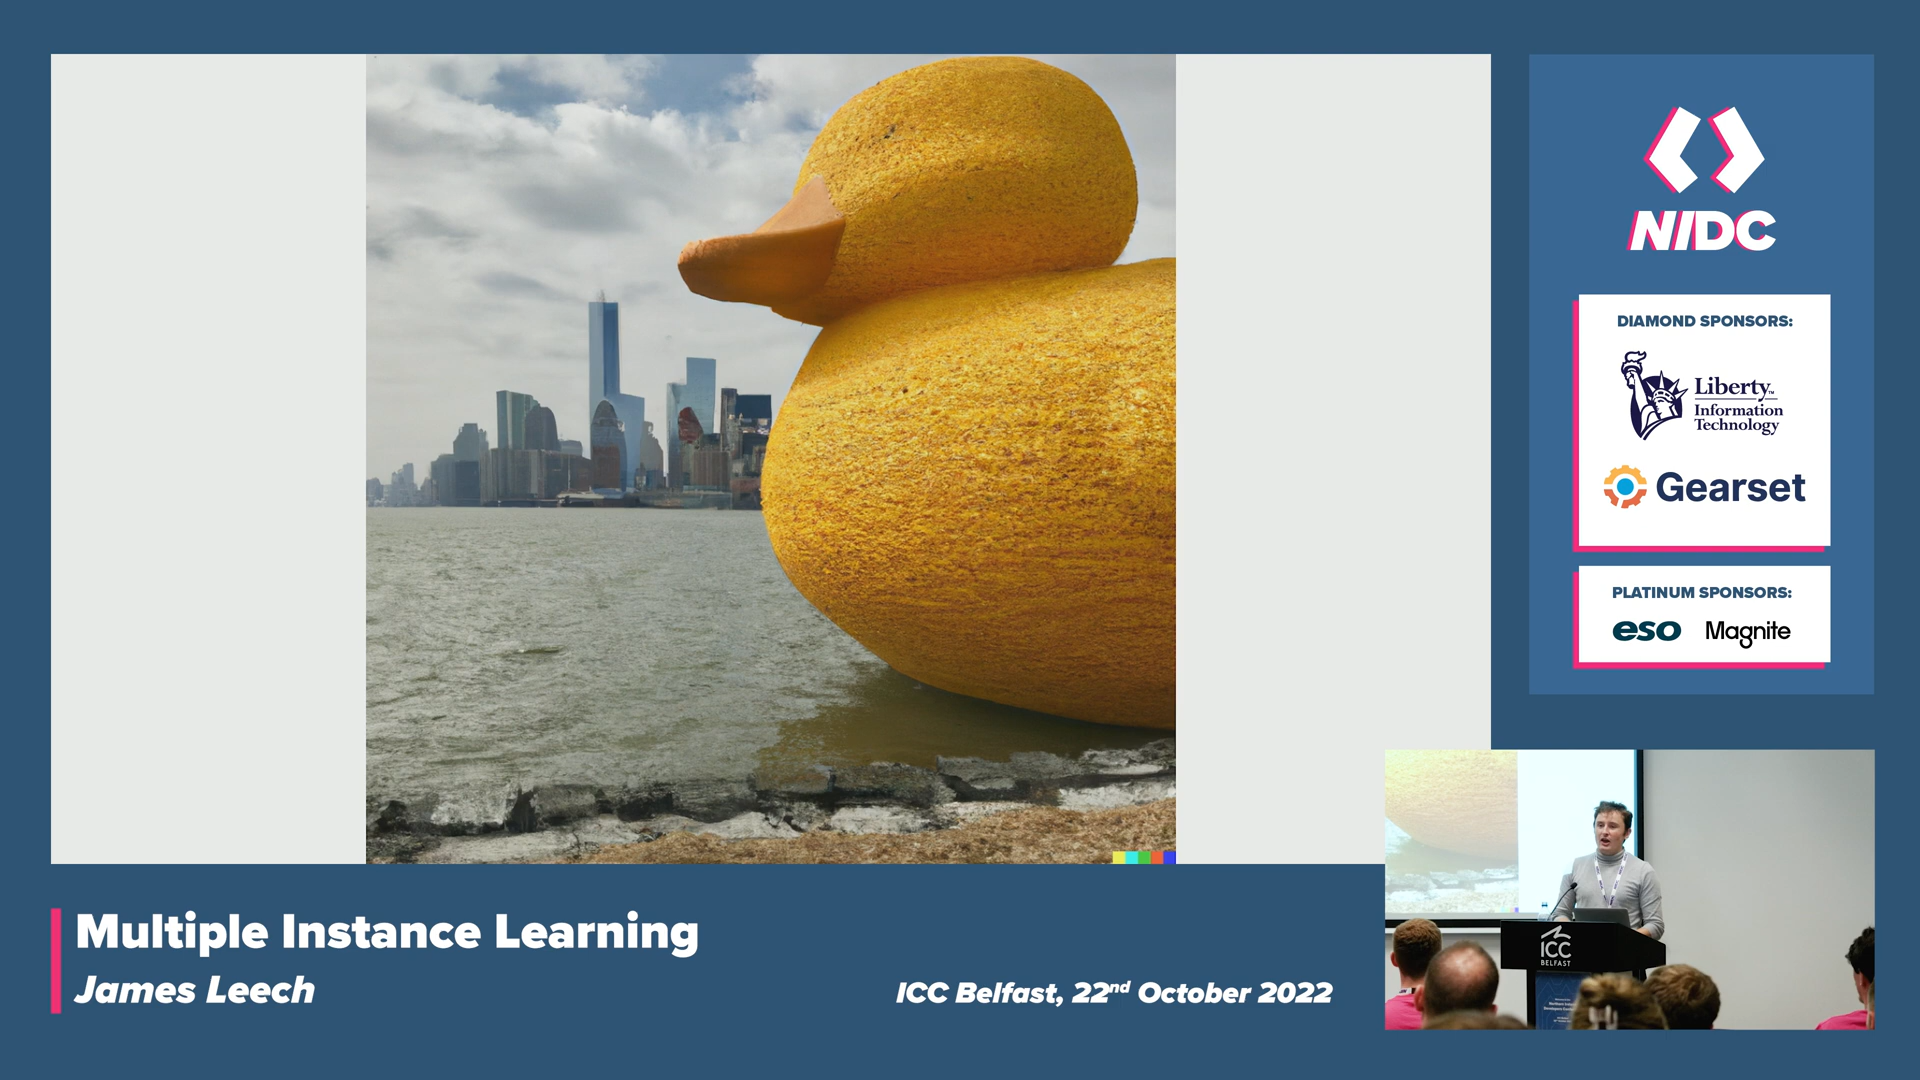 NIDC
DIAMOND SPONSORS:
Liberty™
Information
Technology
Gearset
PLATINUM SPONSORS:
eso Magnite
ICC
BELFAST
Multiple Instance Learning
James Leech
ICC Belfast, 22nd October 2022